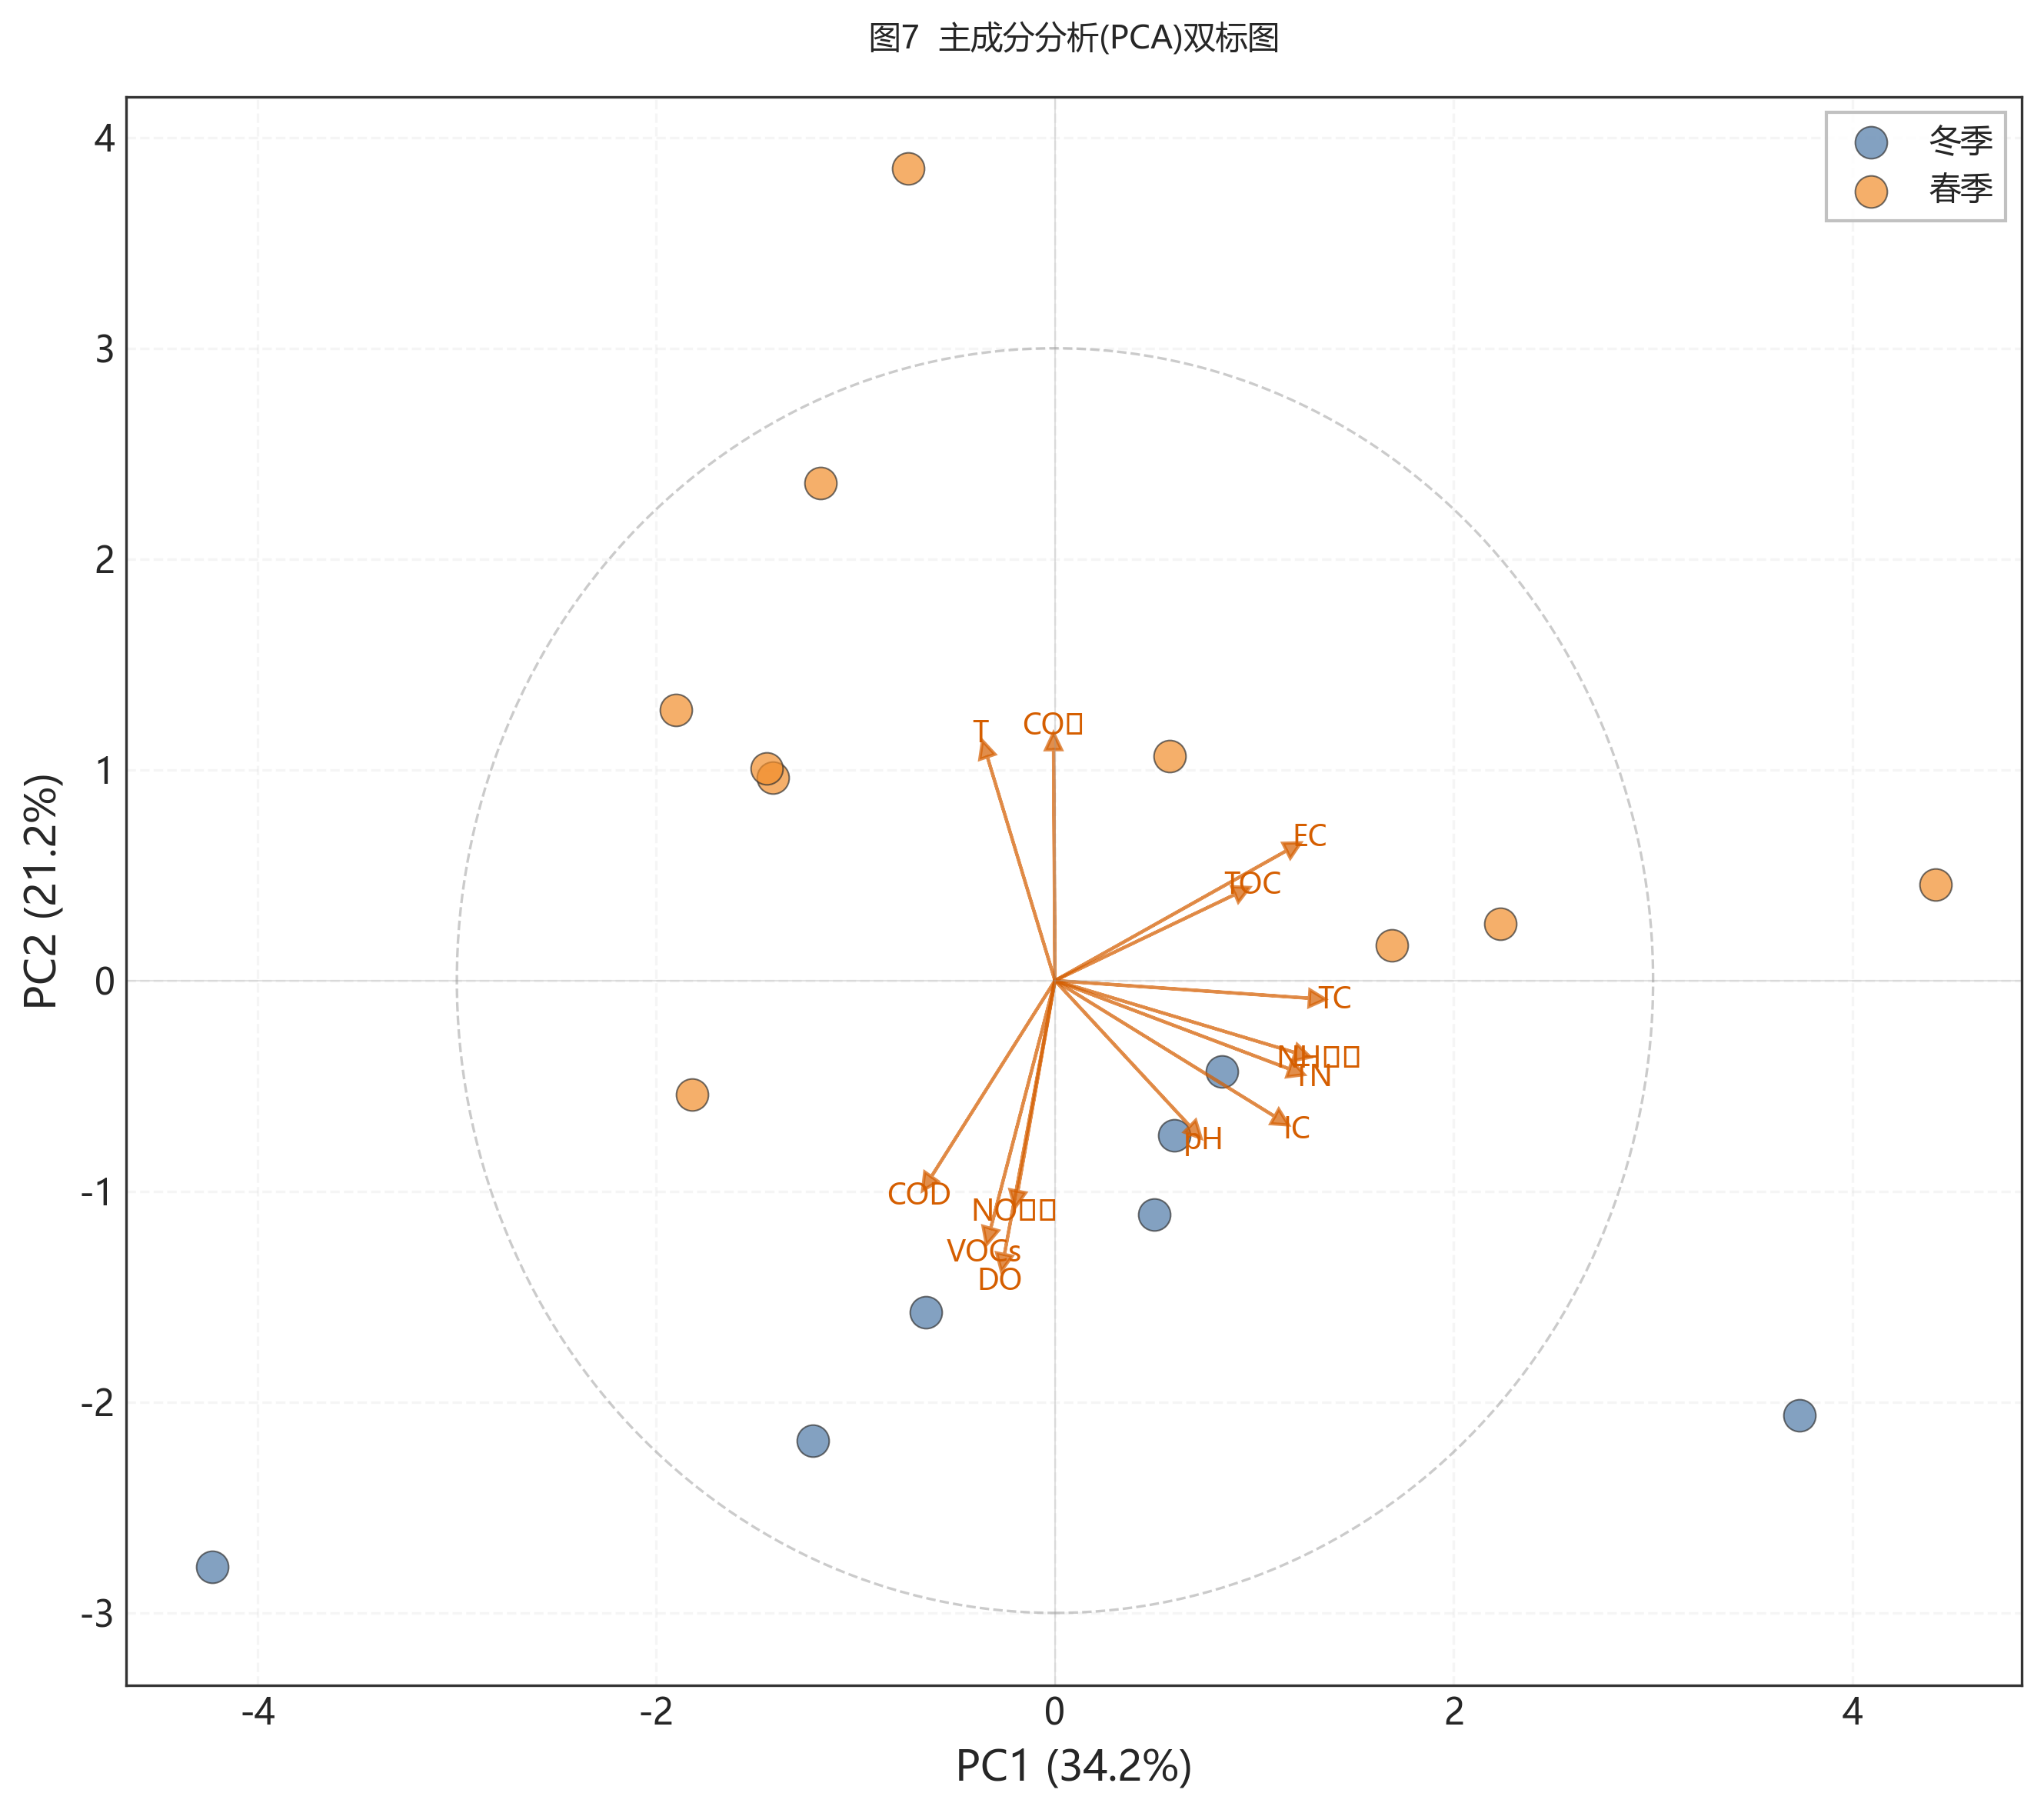 图7 主成分分析(PCA)双标图
冬季
春季
PC2 (21.2%)
4
3
2
1
0
-1
-2
-3
T
CO□
EC
TOC
TC
NH□□
TN
IC
pH
COD
NO□□
VOCs
DO
-4
-2
0
2
4
PC1 (34.2%)